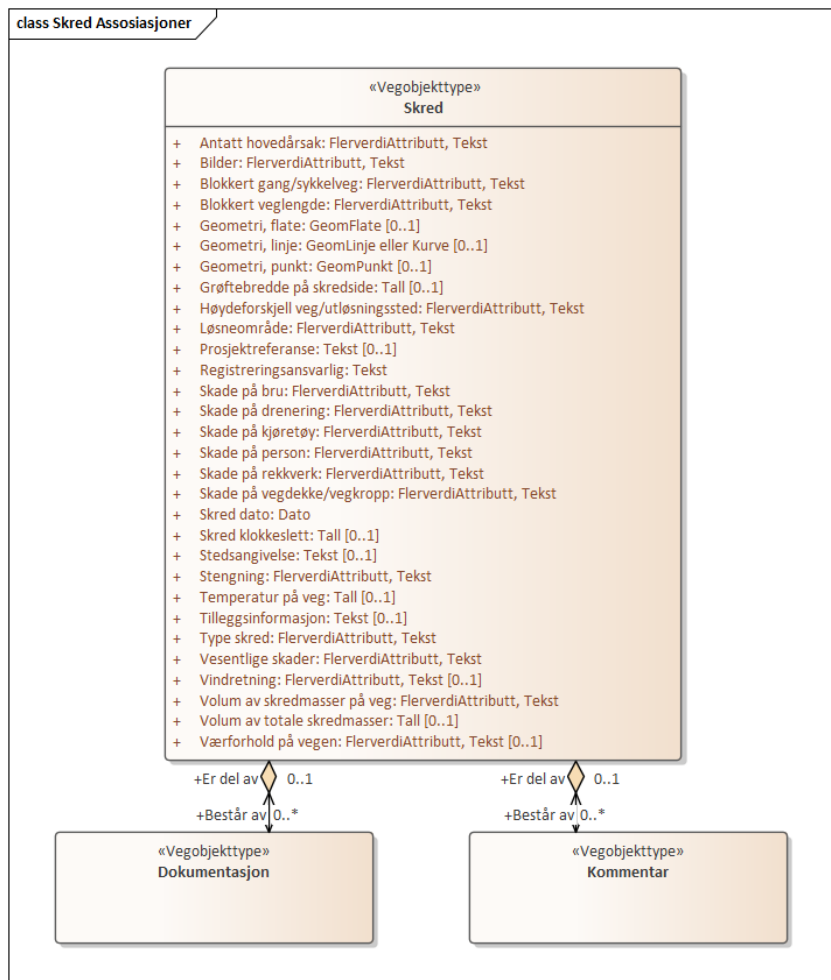 class Skred Assosiasjoner
«Vegobjekttype»
Skred
+ Antatt hovedårsak: FlerverdiAttributt, Tekst
+ Bilder: FlerverdiAttributt, Tekst
+ Blokkert gang/sykkelveg: FlerverdiAttributt, Tekst
+ Blokkert veglengde: FlerverdiAttributt, Tekst
+ Geometri, flate: GeomFlate [0..1]
+ Geometri, linje: GeomLinje eller Kurve [0..1]
+ Geometri, punkt: GeomPunkt [0..1]
+ Grøftebredde på skredside: Tall [0..1]
+ Høydeforskjell veg/utløsningssted: FlerverdiAttributt, Tekst
+ Løsneområde: FlerverdiAttributt, Tekst
+ Prosjektreferanse: Tekst [0..1]
+ Registreringsansvarlig: Tekst
+ Skade på bru: FlerverdiAttributt, Tekst
+ Skade på drenering: FlerverdiAttributt, Tekst
+ Skade på kjøretøy: FlerverdiAttributt, Tekst
+ Skade på person: FlerverdiAttributt, Tekst
+ Skade på rekkverk: FlerverdiAttributt, Tekst
+ Skade på vegdekke/vegkropp: FlerverdiAttributt, Tekst
+ Skred dato: Dato
+ Skred klokkeslett: Tall [0..1]
+ Stedsangivelse: Tekst [0..1]
+ Stengning: FlerverdiAttributt, Tekst
+ Temperatur på veg: Tall [0..1]
+ Tilleggsinformasjon: Tekst [0..1]
+ Type skred: FlerverdiAttributt, Tekst
+ Vesentlige skader: FlerverdiAttributt, Tekst
+ Vindretning: FlerverdiAttributt, Tekst [0..1]
+ Volum av skredmasser på veg: FlerverdiAttributt, Tekst
+ Volum av totale skredmasser: Tall [0..1]
+ Værforhold på vegen: FlerverdiAttributt, Tekst [0..1]
+Er del av 0..1 +Er del av 0..1
+Består av 0..* +Består av 0..*
«Vegobjekttype»
Dokumentasjon
«Vegobjekttype»
Kommentar